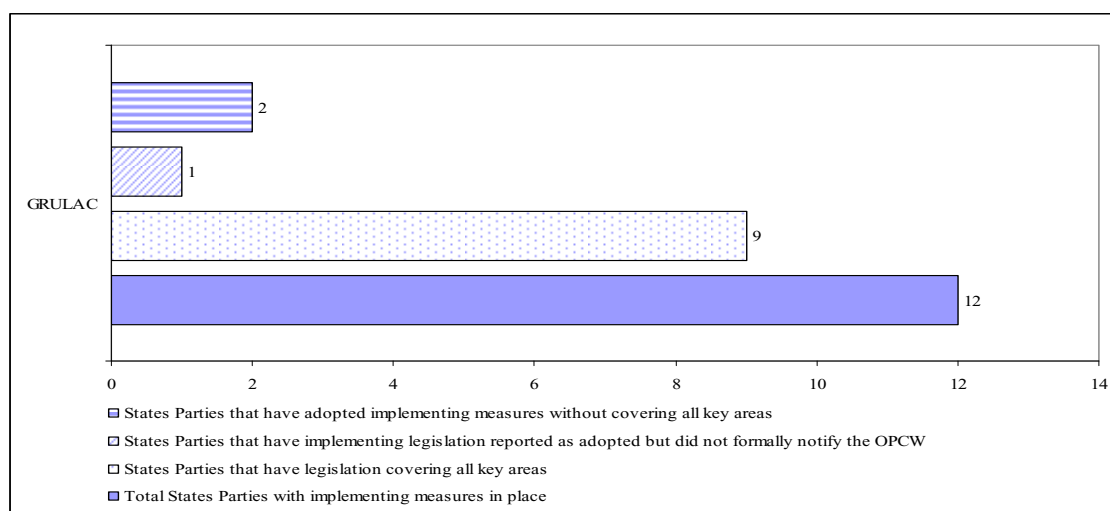 2
1
GRULAC
9
12
0 2 4 6 8 10 12 14
States Parties that have adopted implementing measures without covering all key areas
States Parties that have implementing legislation reported as adopted but did not formally notify the OPCW
States Parties that have legislation covering all key areas
Total States Parties with implementing measures in place